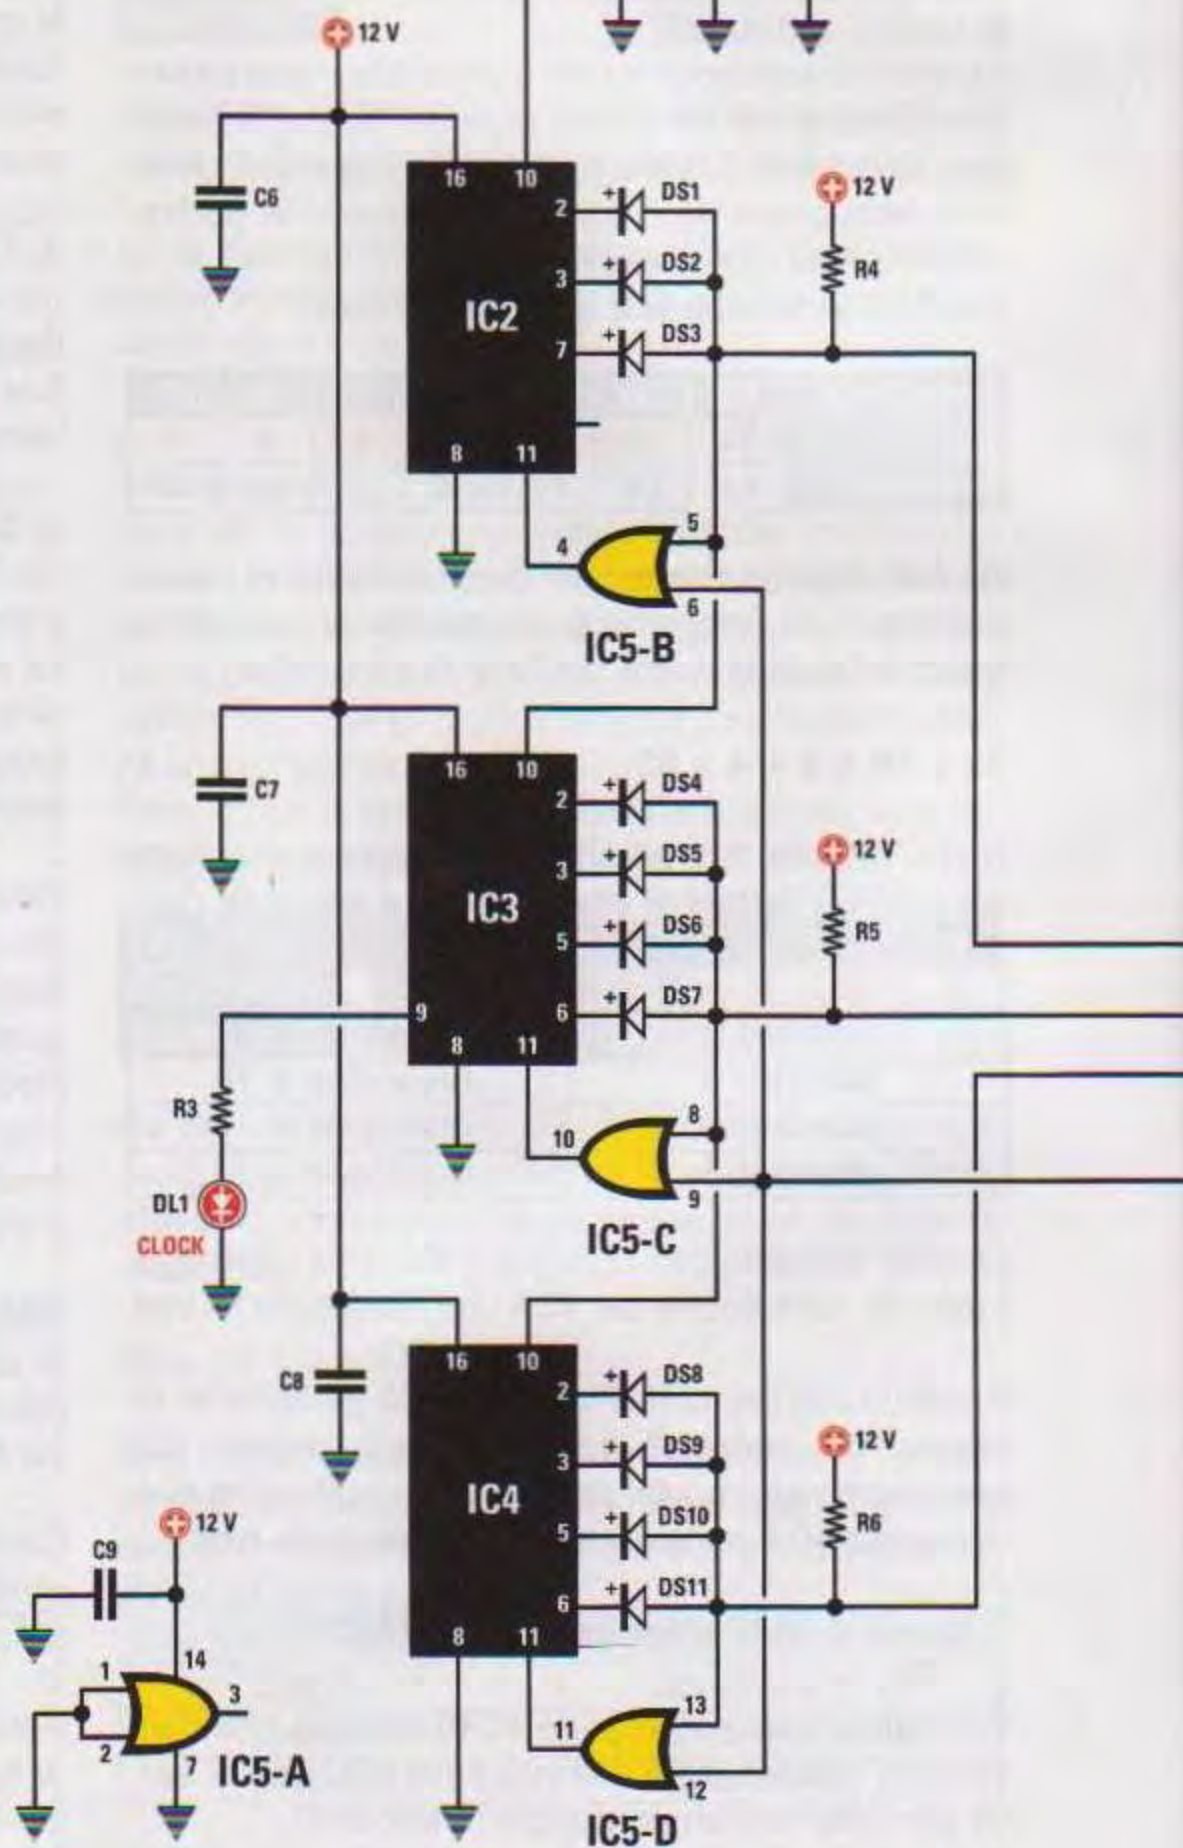 12 V
C6
16 10
2 DS1
12 V
3 DS2
R4
IC2
7 DS3
8 11
5
4
6
IC5-B
C7
16 10
2 DS4
12 V
3 DS5
IC3
R5
5 DS6
9
6 DS7
8 11
R3
8
10
9
DL1
CLOCK
IC5-C
16 10
C8
2 DS8
12 V
3 DS9
IC4
R6
5 DS10
12 V
C9
6 DS11
8 11
14
1
3
2
7
IC5-A
13
11
12
IC5-D
+
+
+
+
+
+
+
+
+
+
+